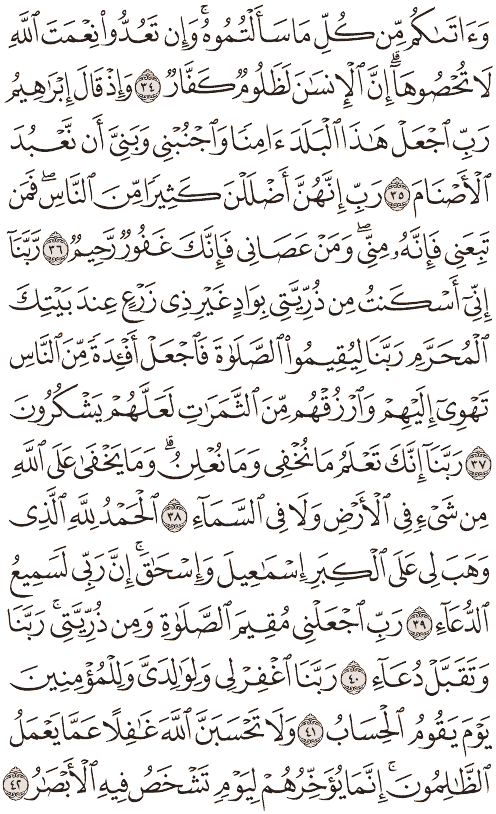 وَءَاتَىٰكُم مِّن كُلِّ مَا سَأَلْتُمُوهُ ۚ وَإِن تَعُدُّوا۟ نِعْمَتَ ٱللَّهِ
لَا تُحْصُوهَآ ۗ إِنَّ ٱلْإِنسَـٰنَ لَظَلُومٌ كَفَّارٌ ٣٤ وَإِذْ قَالَ إِبْرَٰهِيمُ
رَبِّ ٱجْعَلْ هَـٰذَا ٱلْبَلَدَ ءَامِنًا وَٱجْنُبْنِى وَبَنِىَّ أَن نَّعْبُدَ
ٱلْأَصْنَامَ ٣٥ رَبِّ إِنَّهُنَّ أَضْلَلْنَ كَثِيرًا مِّنَ ٱلنَّاسِ ۖ فَمَن
تَبِعَنِى فَإِنَّهُۥ مِنِّى ۖ وَمَنْ عَصَانِى فَإِنَّكَ غَفُورٌ رَّحِيمٌ ٣٦ رَّبَّنَآ
إِنِّىٓ أَسْكَنتُ مِن ذُرِّيَّتِى بِوَادٍ غَيْرِ ذِى زَرْعٍ عِندَ بَيْتِكَ
ٱلْمُحَرَّمِ رَبَّنَا لِيُقِيمُوا۟ ٱلصَّلَوٰةَ فَٱجْعَلْ أَفْـِٔدَةً مِّنَ ٱلنَّاسِ
تَهْوِىٓ إِلَيْهِمْ وَٱرْزُقْهُم مِّنَ ٱلثَّمَرَٰتِ لَعَلَّهُمْ يَشْكُرُونَ
٣٧ رَبَّنَآ إِنَّكَ تَعْلَمُ مَا نُخْفِى وَمَا نُعْلِنُ ۗ وَمَا يَخْفَىٰ عَلَى ٱللَّهِ
مِن شَىْءٍ فِى ٱلْأَرْضِ وَلَا فِى ٱلسَّمَآءِ ٣٨ ٱلْحَمْدُ لِلَّهِ ٱلَّذِى
وَهَبَ لِى عَلَى ٱلْكِبَرِ إِسْمَـٰعِيلَ وَإِسْحَـٰقَ ۚ إِنَّ رَبِّى لَسَمِيعُ
ٱلدُّعَآءِ ٣٩ رَبِّ ٱجْعَلْنِى مُقِيمَ ٱلصَّلَوٰةِ وَمِن ذُرِّيَّتِى ۚ رَبَّنَا
وَتَقَبَّلْ دُعَآءِ ٤٠ رَبَّنَا ٱغْفِرْ لِى وَلِوَٰلِدَىَّ وَلِلْمُؤْمِنِينَ
يَوْمَ يَقُومُ ٱلْحِسَابُ ٤١ وَلَا تَحْسَبَنَّ ٱللَّهَ غَـٰفِلًا عَمَّا يَعْمَلُ
ٱلظَّـٰلِمُونَ ۚ إِنَّمَا يُؤَخِّرُهُمْ لِيَوْمٍ تَشْخَصُ فِيهِ ٱلْأَبْصَـٰرُ ٤٢